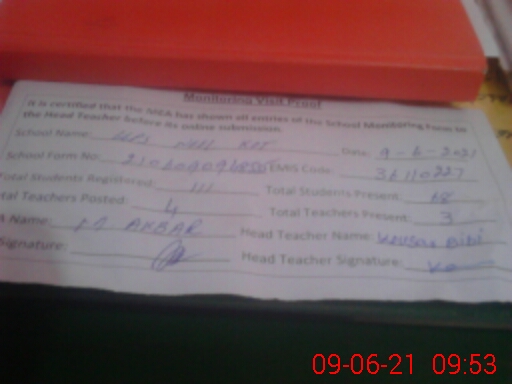 Monitoring Visit Proof
It is certified that the MEA has shown all entries of the School Monitoring Form to
the Head Teacher before its online submission.
School Name: Date: 9-6-2021
School Form No: EMIS Code: 36110227
Total Students Registered: 111 Total Students Present: 68
Total Teachers Posted: 4 Total Teachers Present: 3
A Name: M AKBAR Head Teacher Name: Kousar Bibi
Signature: Head Teacher Signature:
09-06-21 09:53